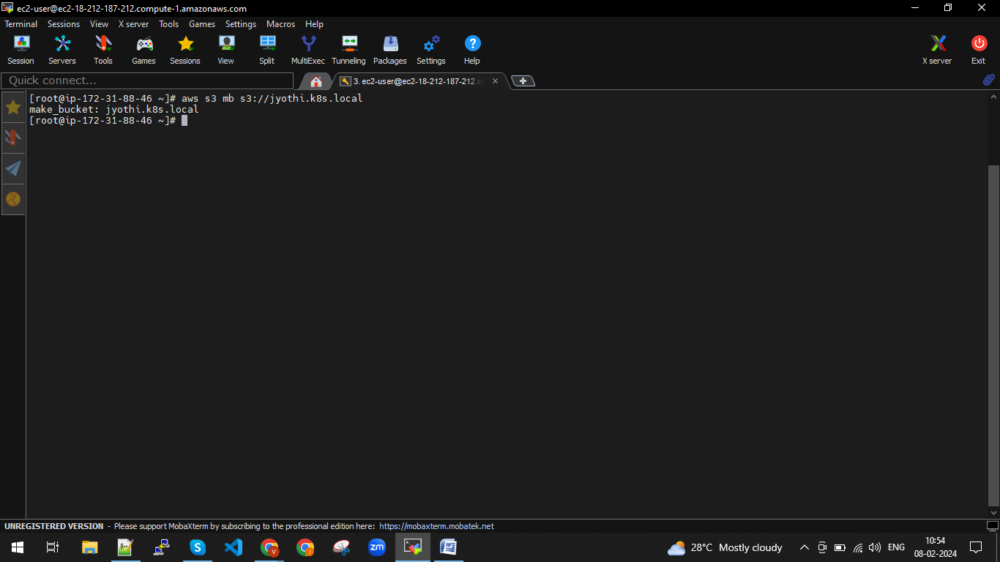 ec2-user@ec2-18-212-187-212.compute-1.amazonaws.com
Terminal Sessions View X server Tools Games Settings Macros Help
Session Servers Tools Games Sessions View Split MultiExec Tunneling Packages Settings Help X server Exit
Quick connect...
3. ec2-user@ec2-18-212-187-212.c
[root@ip-172-31-88-46 ~]# aws s3 mb s3://jyothi.k8s.local
make_bucket: jyothi.k8s.local
[root@ip-172-31-88-46 ~]#
UNREGISTERED VERSION - Please support MobaXterm by subscribing to the professional edition here: https://mobaxterm.mobatek.net
28°C Mostly cloudy
ENG
10:54
08-02-2024